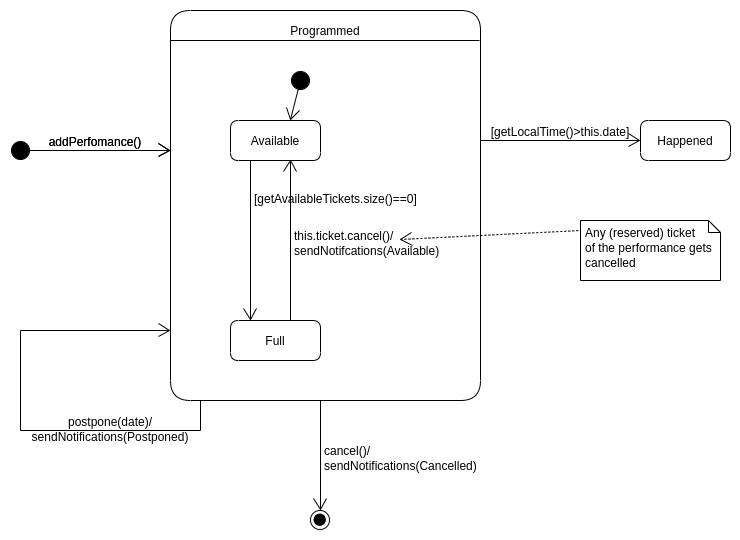 Programmed
addPerfomance()
Available
[getLocalTime()>this.date]
Happened
[getAvailableTickets.size()==0]
this.ticket.cancel()/
sendNotifcations(Available)
Any (reserved) ticket
of the performance gets
cancelled
Full
postpone(date)/
sendNotifications(Postponed)
cancel()/
sendNotifications(Cancelled)